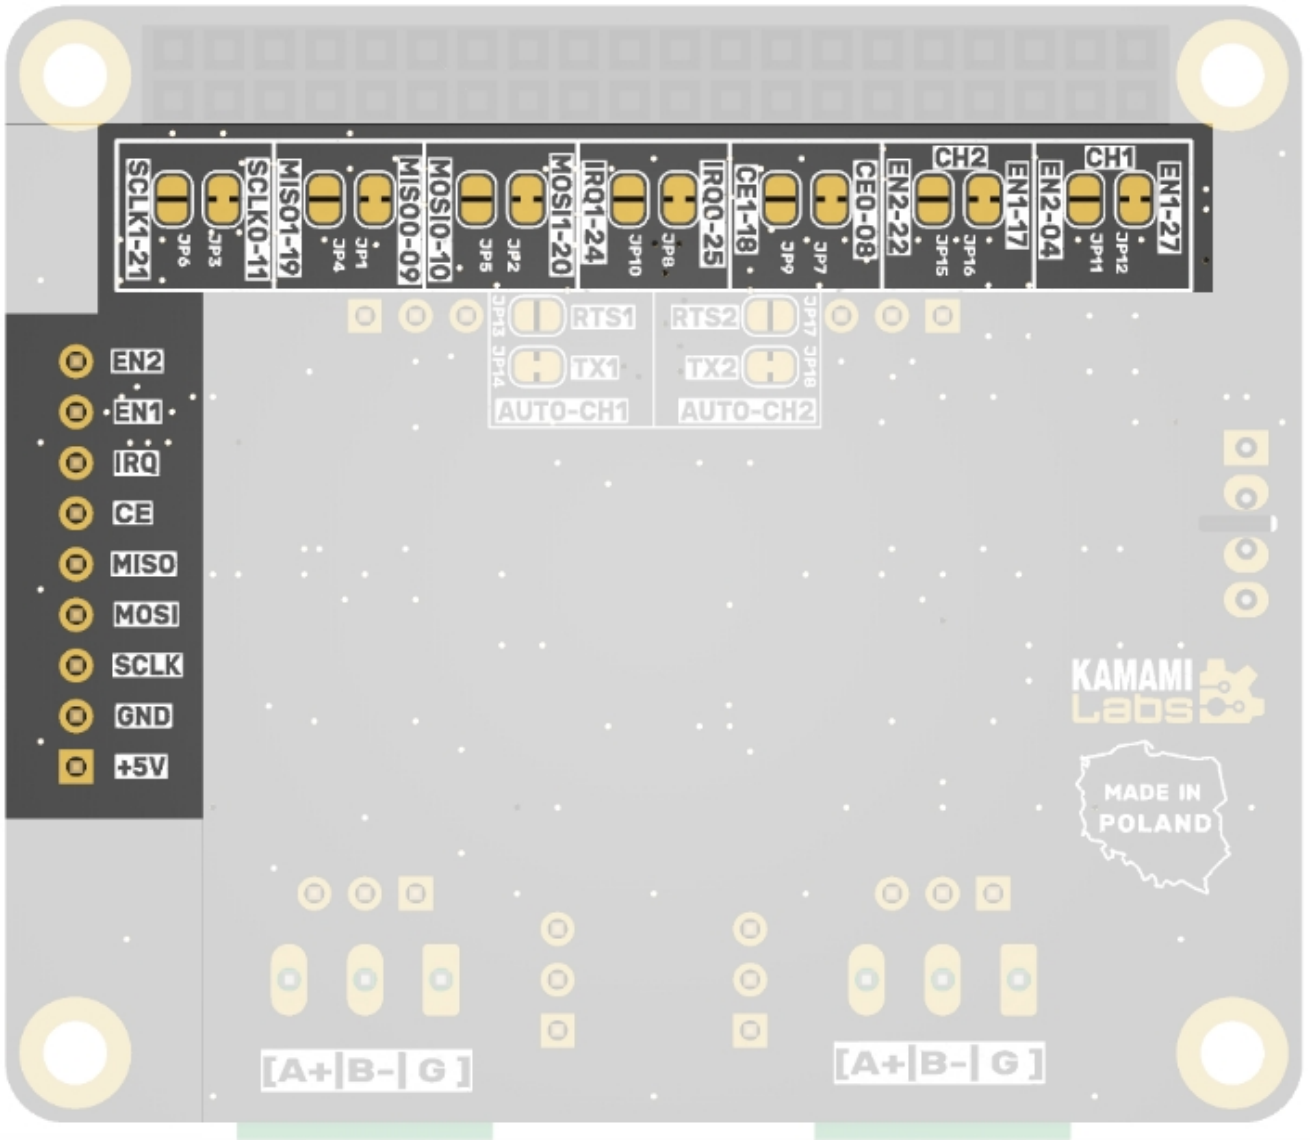 SCLK1-21
JP6
JP3
SCLK0-11
MISO1-19
JP4
JP1
MISO0-09
MOSI0-10
JP5
JP2
MOSI1-20
IRQ1-24
JP10
JP8
IRQ0-25
CE1-18
JP9
JP7
CE0-08
CH2
EN2-22
JP15
JP16
EN1-17
CH1
EN2-04
JP11
JP12
EN1-27
JP13
RTS1
RTS2
JP17
JP14
TX1
TX2
JP18
AUTO-CH1
AUTO-CH2
EN2
EN1
IRQ
CE
MISO
MOSI
SCLK
GND
+5V
KAMAMI
Labs
MADE IN
POLAND
[A+|B-| G ]
[A+|B-| G ]